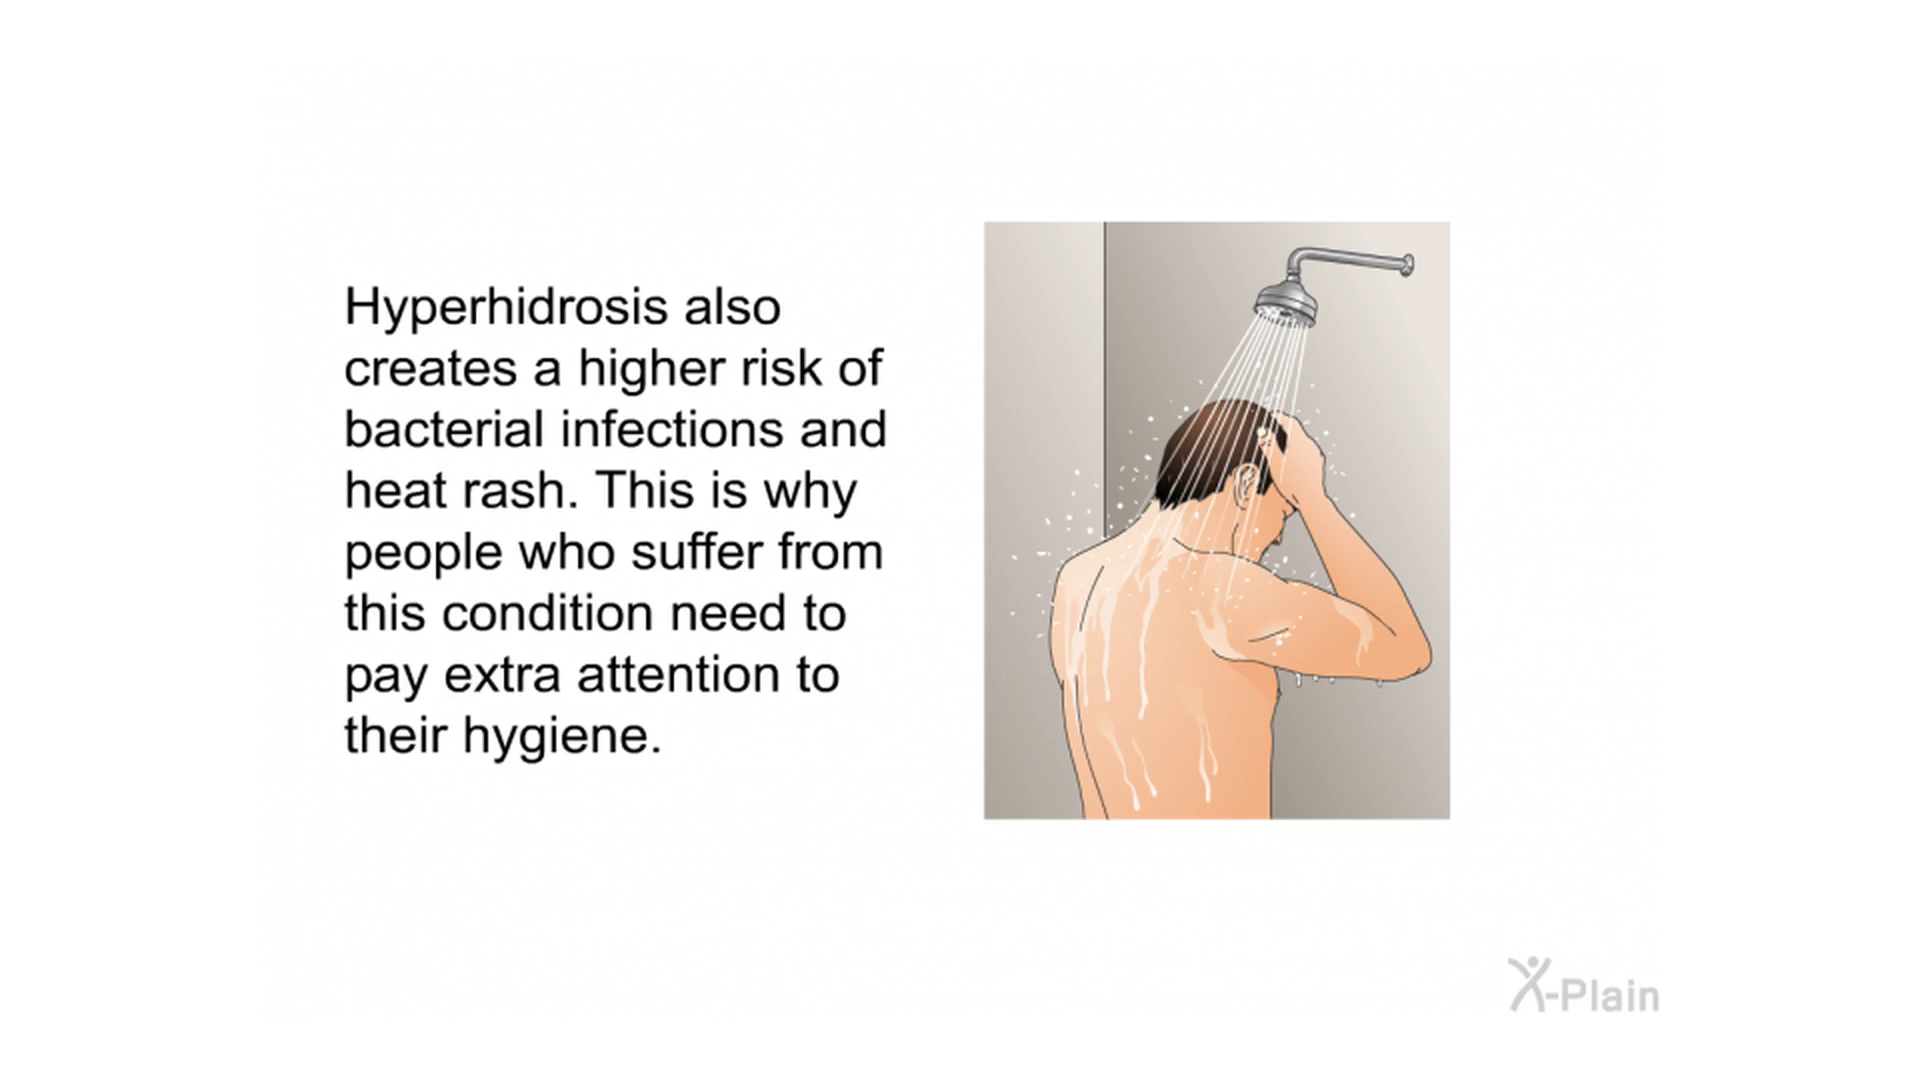 Hyperhidrosis also
creates a higher risk of
bacterial infections and
heat rash. This is why
people who suffer from
this condition need to
pay extra attention to
their hygiene.
X-Plain